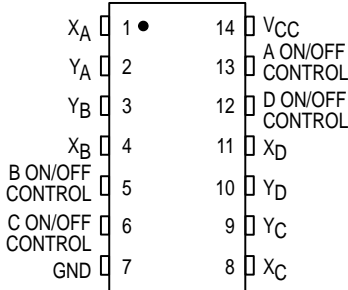 XA 1 14 VCC
YA 2 13 A ON/OFF CONTROL
YB 3 12 D ON/OFF CONTROL
XB 4 11 XD
B ON/OFF CONTROL 5 10 YD
C ON/OFF CONTROL 6 9 YC
GND 7 8 XC